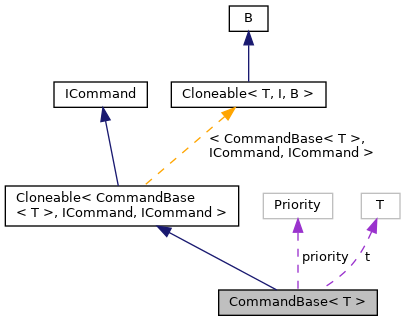 B
ICommand
Cloneable< T, I, B >
< CommandBase< T >,
ICommand, ICommand >
Cloneable< CommandBase
< T >, ICommand, ICommand >
Priority
T
priority
t
CommandBase< T >